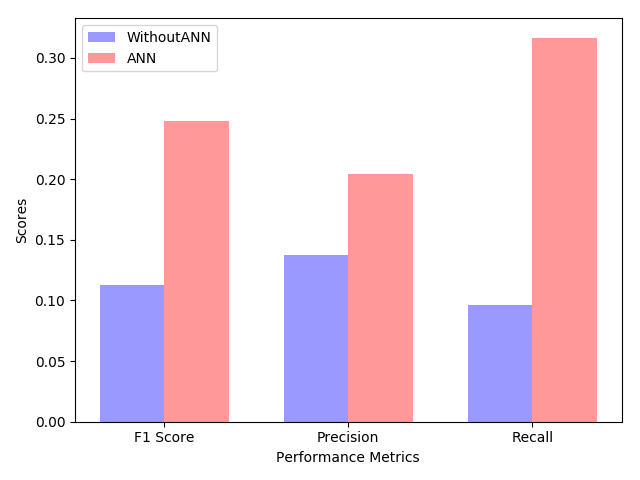 WithoutANN
ANN
Scores
0.30
0.25
0.20
0.15
0.10
0.05
0.00
F1 Score Precision Recall
Performance Metrics